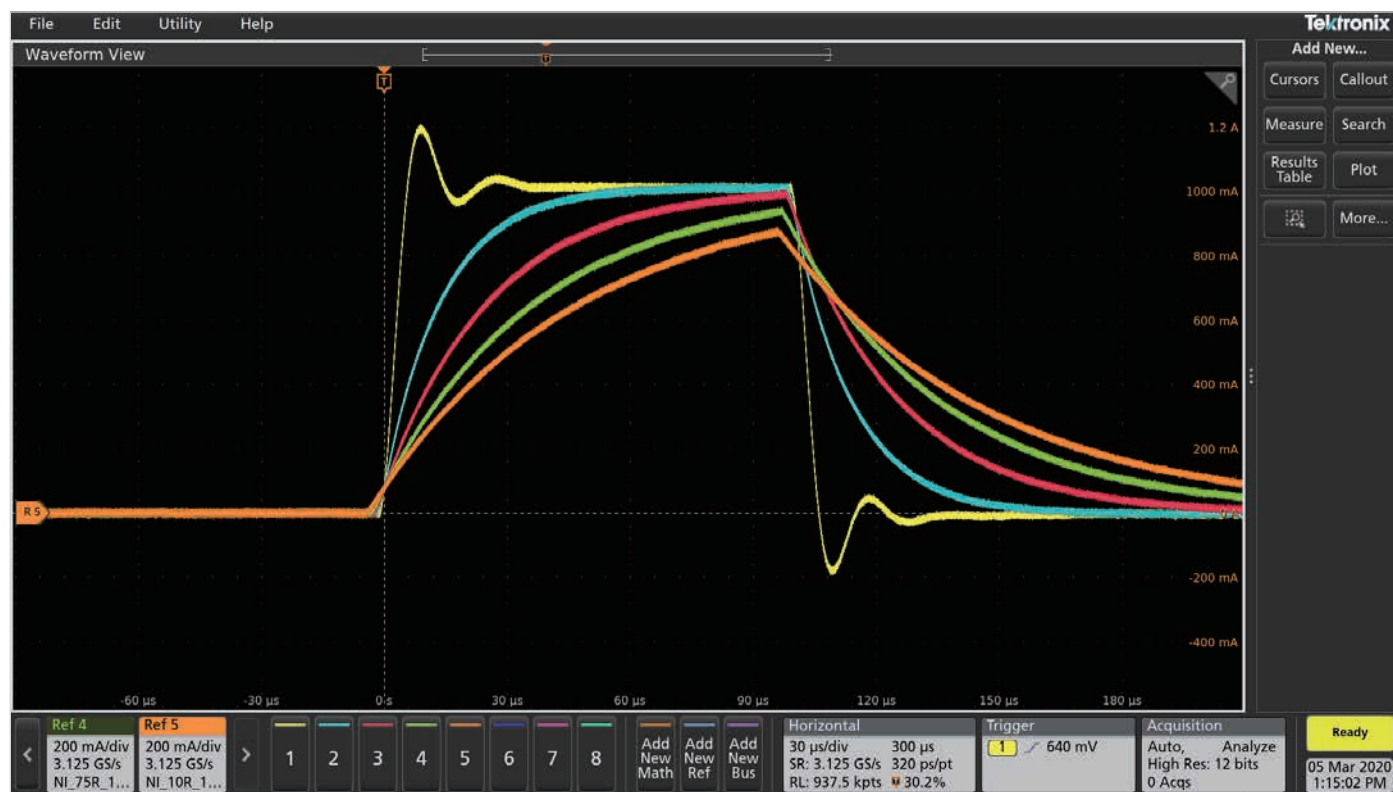 File Edit Utility Help
Tektronix
Waveform View
Add New...
Cursors Callout
Measure Search
Results Table Plot
More...
T
T
1.2 A
1000 mA
800 mA
600 mA
400 mA
200 mA
0 A
-200 mA
-400 mA
R 5
-60 µs -30 µs 0 s 30 µs 60 µs 90 µs 120 µs 150 µs 180 µs
Ref 4
200 mA/div
3.125 GS/s
NI_75R_1...
Ref 5
200 mA/div
3.125 GS/s
NI_10R_1...
1 2 3 4 5 6 7 8
Add New Math
Add New Ref
Add New Bus
Horizontal
30 µs/div 300 µs
SR: 3.125 GS/s 320 ps/pt
RL: 937.5 kpts T 30.2%
Trigger
1 640 mV
Acquisition
Auto, Analyze
High Res: 12 bits
0 Acqs
Ready
05 Mar 2020
1:15:02 PM